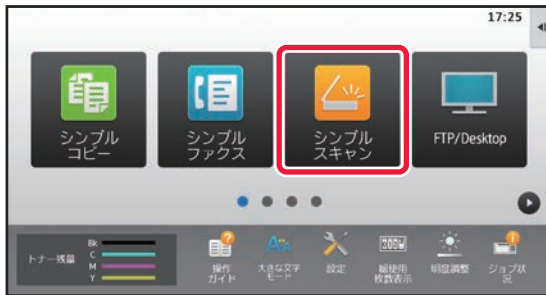 17:25
シンプル
コピー
シンプル
ファクス
シンプル
スキャン
FTP/Desktop
トナー残量
Bk
C
M
Y
操作
ガイド
大きな文字
モード
設定
総使用
枚数表示
明度調整
ジョブ状
況